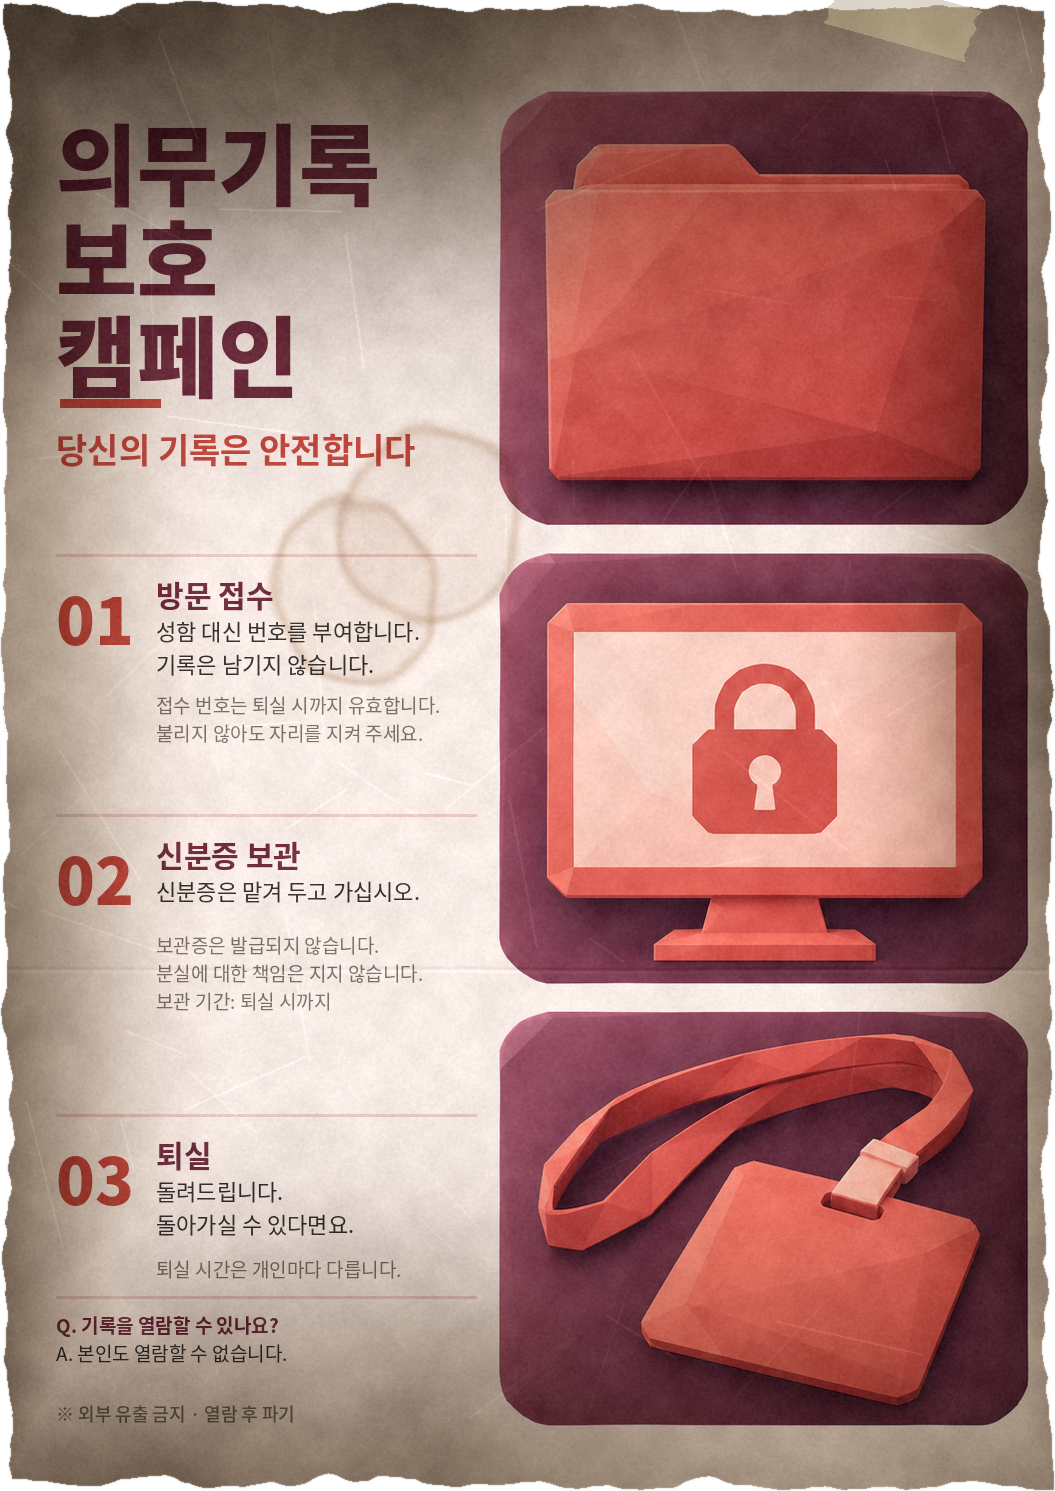 의무기록
보호
캠페인
당신의 기록은 안전합니다
01
방문 접수
성함 대신 번호를 부여합니다.
기록은 남기지 않습니다.
접수 번호는 퇴실 시까지 유효합니다.
불리지 않아도 자리를 지켜 주세요.
02
신분증 보관
신분증은 맡겨 두고 가십시오.
보관증은 발급되지 않습니다.
분실에 대한 책임은 지지 않습니다.
보관 기간: 퇴실 시까지
03
퇴실
돌려드립니다.
돌아가실 수 있다면요.
퇴실 시간은 개인마다 다릅니다.
Q. 기록을 열람할 수 있나요?
A. 본인도 열람할 수 없습니다.
※ 외부 유출 금지 · 열람 후 파기